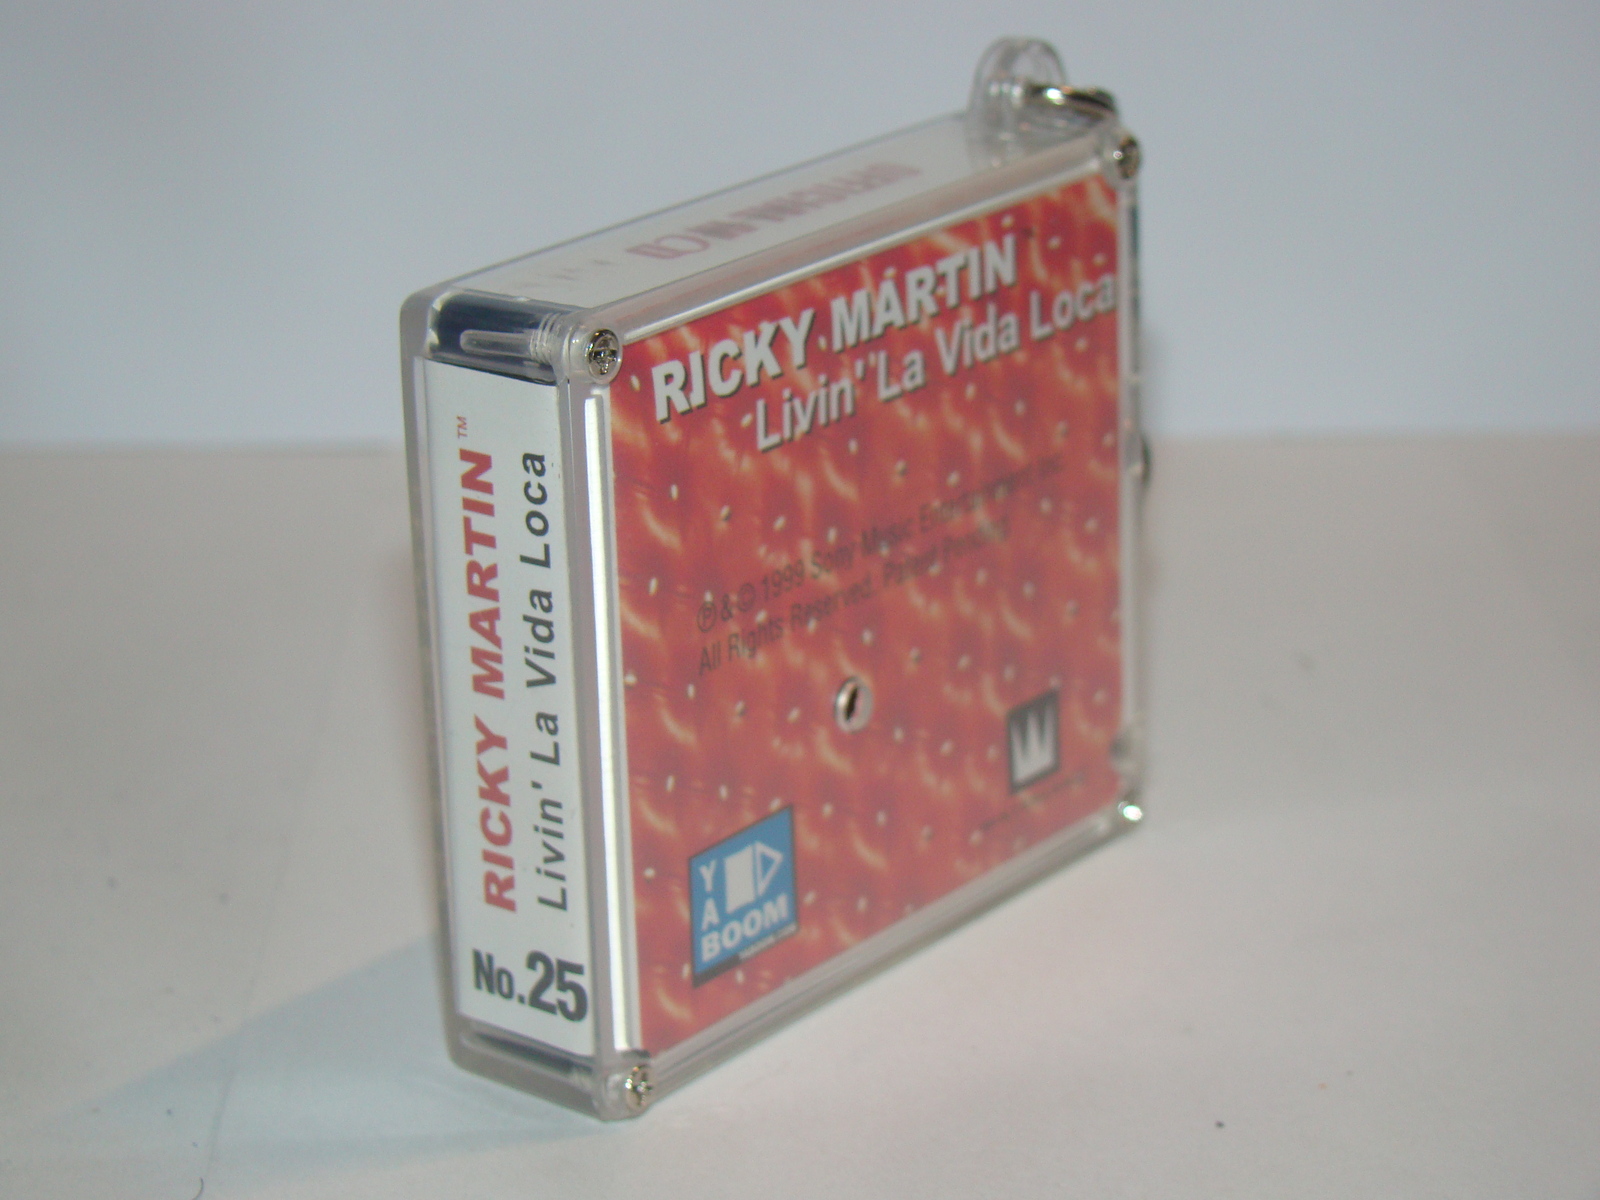 RICKY MARTIN™
Livin' La Vida Loca
No.25
RICKY MARTIN™
Livin' La Vida Loca
℗ & © 1999 Sony Music Entertainment Inc.
All Rights Reserved. Patent Pending
W
YA
BOOM